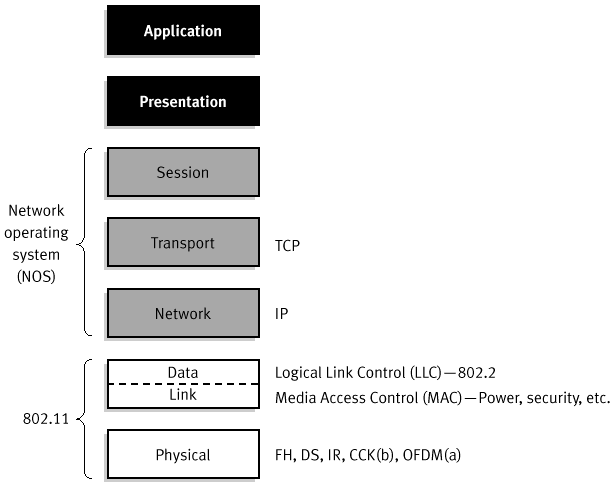 Application
Presentation
Session
Network
operating
system
(NOS)
Transport
TCP
Network
IP
Data
Link
Logical Link Control (LLC)—802.2
Media Access Control (MAC)—Power, security, etc.
802.11
Physical
FH, DS, IR, CCK(b), OFDM(a)